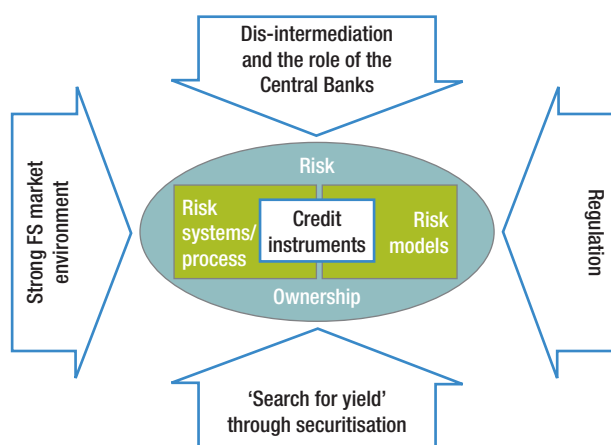 Dis-intermediation
and the role of the
Central Banks
Strong FS market
environment
Risk
Risk
systems/
process
Credit
instruments
Risk
models
Ownership
Regulation
‘Search for yield’
through securitisation